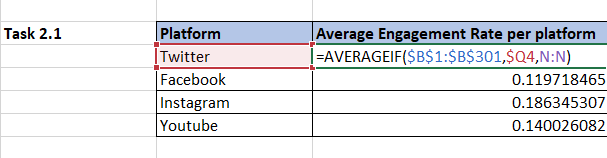 Task 2.1 Platform Average Engagement Rate per platform
Twitter =AVERAGEIF($B$1:$B$301,$Q4,N:N)
Facebook 0.119718465
Instagram 0.186345307
Youtube 0.140026082